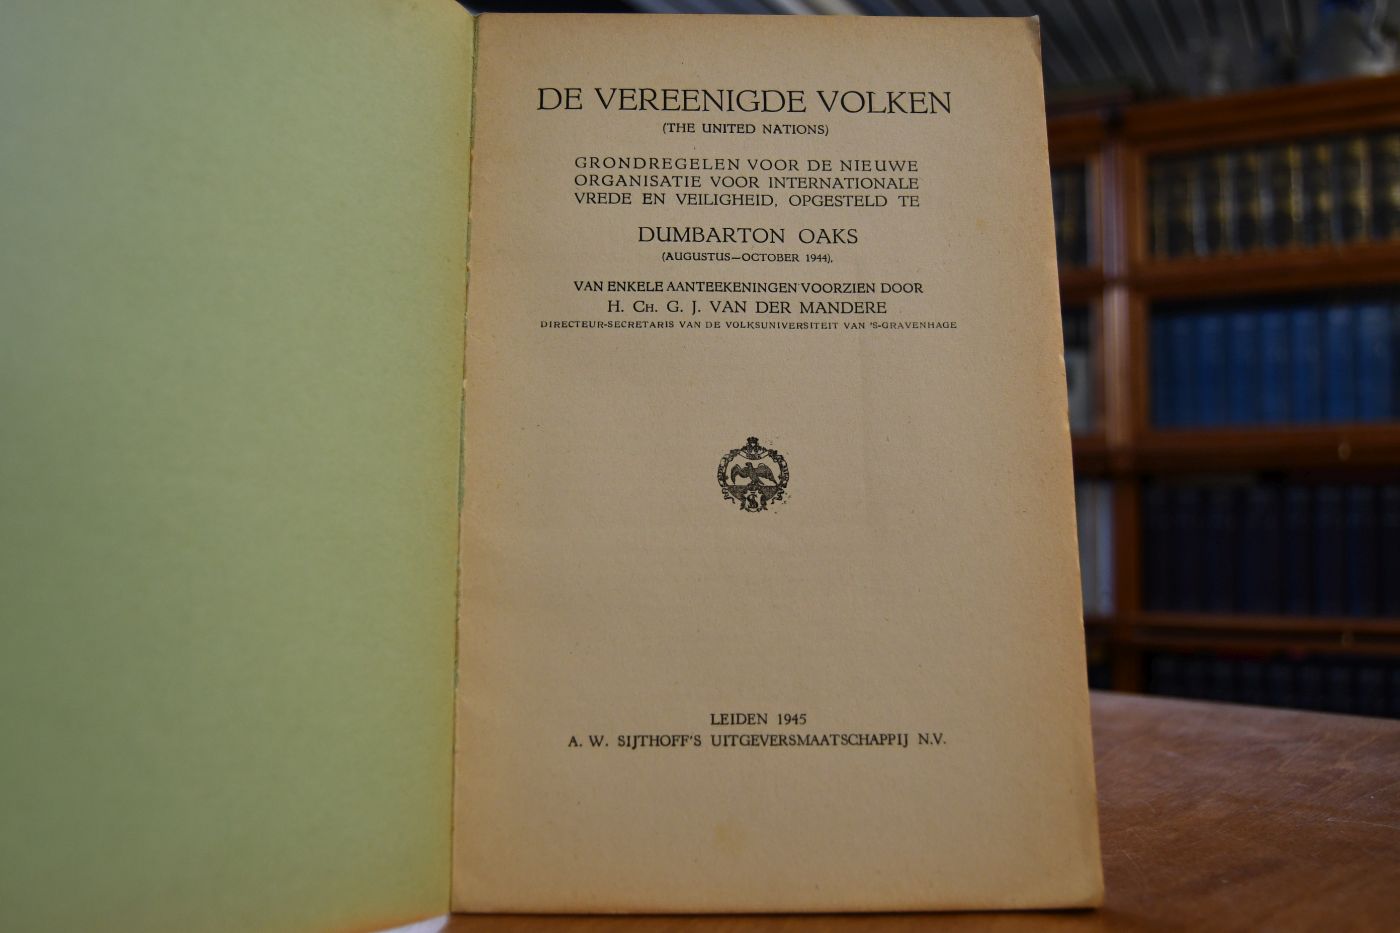 DE VEREENIGDE VOLKEN
(THE UNITED NATIONS)
GRONDREGELEN VOOR DE NIEUWE
ORGANISATIE VOOR INTERNATIONALE
VREDE EN VEILIGHEID, OPGESTELD TE
DUMBARTON OAKS
(AUGUSTUS—OCTOBER 1944),
VAN ENKELE AANTEEKENINGEN VOORZIEN DOOR
H. CH. G. J. VAN DER MANDERE
DIRECTEUR-SECRETARIS VAN DE VOLKSUNIVERSITEIT VAN 'S-GRAVENHAGE
LEIDEN 1945
A. W. SIJTHOFF'S UITGEVERSMAATSCHAPPIJ N.V.